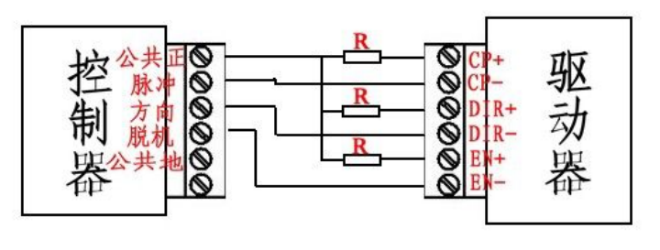 控制器
公共正
脉冲
方向
脱机
公共地
R
R
R
CP+
CP-
DIR+
DIR-
EN+
EN-
驱动器